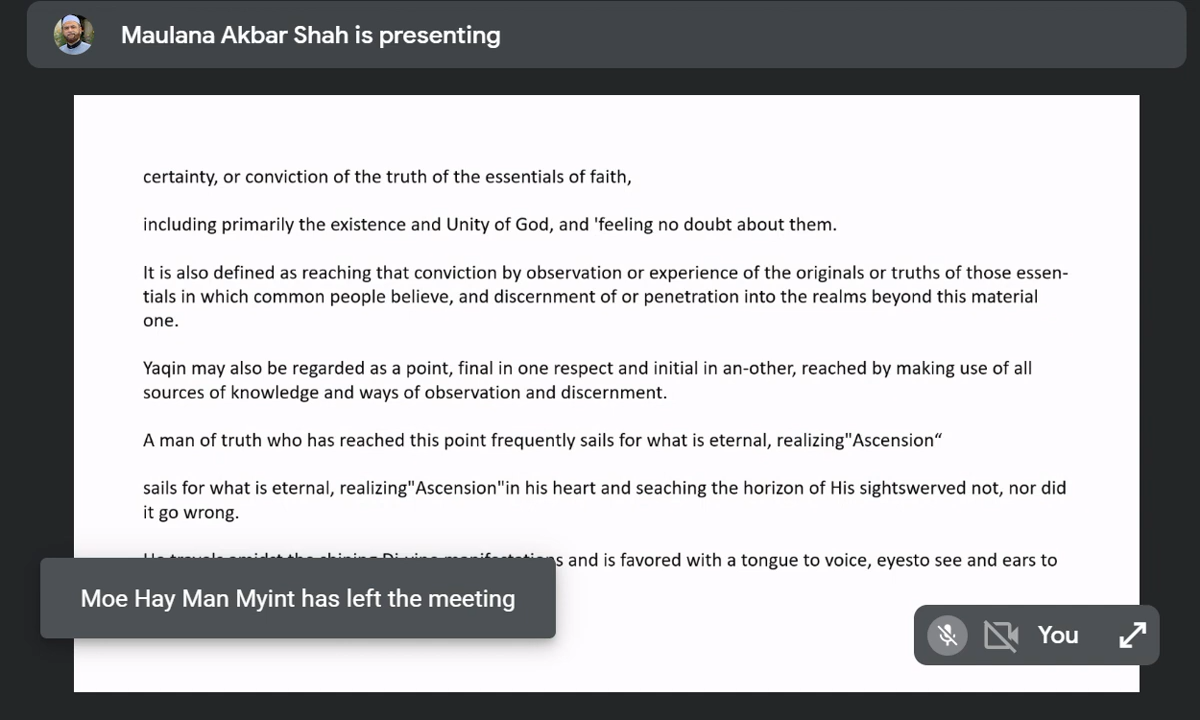 Maulana Akbar Shah is presenting
certainty, or conviction of the truth of the essentials of faith,
including primarily the existence and Unity of God, and 'feeling no doubt about them.
It is also defined as reaching that conviction by observation or experience of the originals or truths of those essen-
tials in which common people believe, and discernment of or penetration into the realms beyond this material
one.
Yaqin may also be regarded as a point, final in one respect and initial in an-other, reached by making use of all
sources of knowledge and ways of observation and discernment.
A man of truth who has reached this point frequently sails for what is eternal, realizing"Ascension“
sails for what is eternal, realizing"Ascension"in his heart and seaching the horizon of His sightswerved not, nor did
it go wrong.
He travels amidst the shining Di-vine manifestations and is favored with a tongue to voice, eyesto see and ears to
Moe Hay Man Myint has left the meeting
You